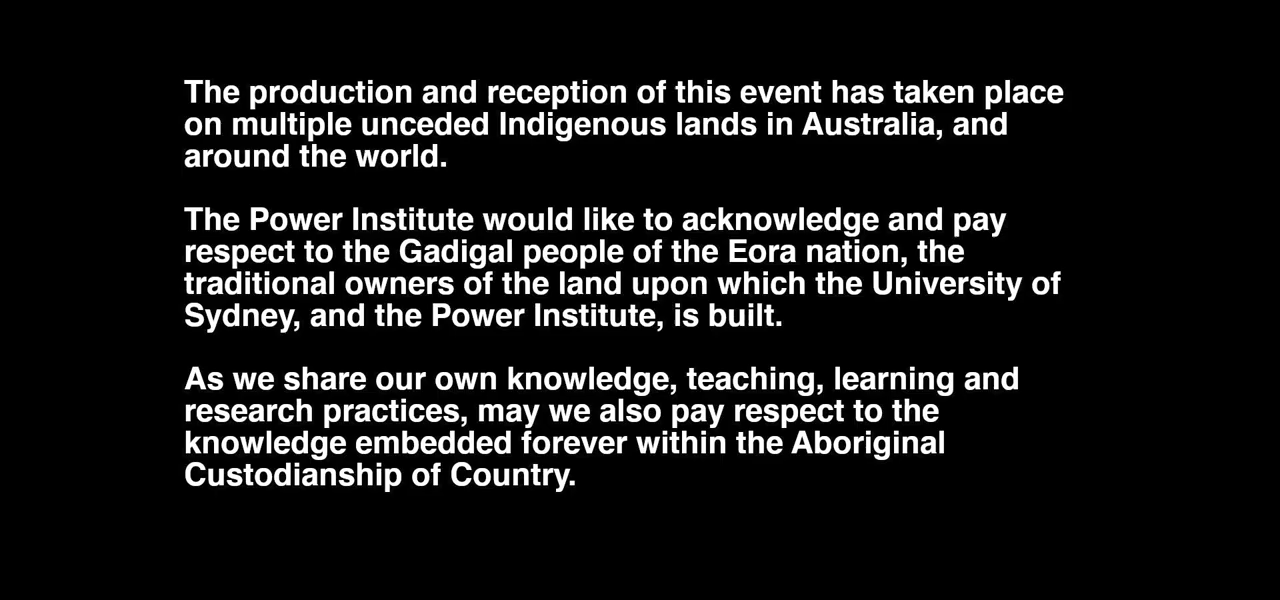 The production and reception of this event has taken place
on multiple unceded Indigenous lands in Australia, and
around the world.
The Power Institute would like to acknowledge and pay
respect to the Gadigal people of the Eora nation, the
traditional owners of the land upon which the University of
Sydney, and the Power Institute, is built.
As we share our own knowledge, teaching, learning and
research practices, may we also pay respect to the
knowledge embedded forever within the Aboriginal
Custodianship of Country.